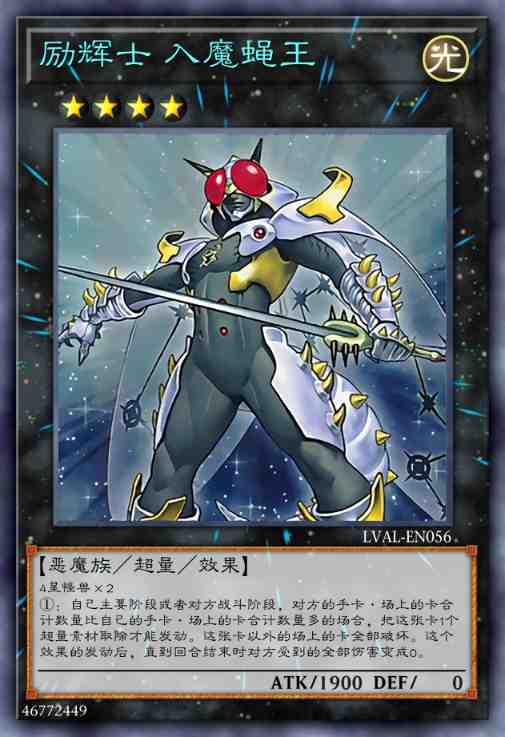 励辉士 入魔蝇王
光
LVAL-EN056
【恶魔族／超量／效果】
4星怪兽×2
①：自己主要阶段或者对方战斗阶段，对方的手卡·场上的卡合
计数量比自己的手卡·场上的卡合计数量多的场合，把这张卡1个
超量素材取除才能发动。这张卡以外的场上的卡全部破坏。这个
效果的发动后，直到回合结束时对方受到的全部伤害变成0。
ATK/1900 DEF/ 0
46772449